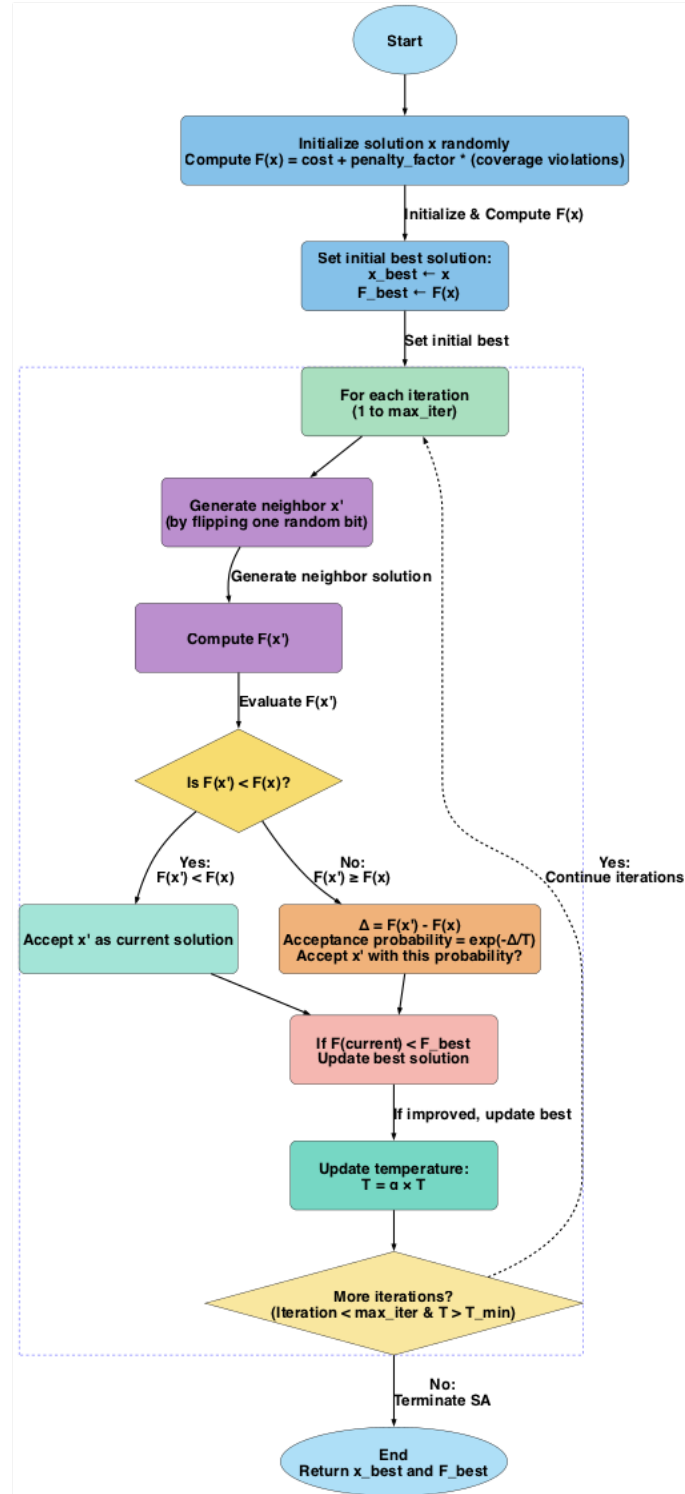 Start
Initialize solution x randomly
Compute F(x) = cost + penalty_factor * (coverage violations)
Initialize & Compute F(x)
Set initial best solution:
x_best ← x
F_best ← F(x)
Set initial best
For each iteration
(1 to max_iter)
Generate neighbor x'
(by flipping one random bit)
Generate neighbor solution
Compute F(x')
Evaluate F(x')
Is F(x') < F(x)?
Yes:
F(x') < F(x)
No:
F(x') ≥ F(x)
Yes:
Continue iterations
Accept x' as current solution
Δ = F(x') - F(x)
Acceptance probability = exp(-Δ/T)
Accept x' with this probability?
If F(current) < F_best
Update best solution
If improved, update best
Update temperature:
T = α × T
More iterations?
(Iteration < max_iter & T > T_min)
No:
Terminate SA
End
Return x_best and F_best